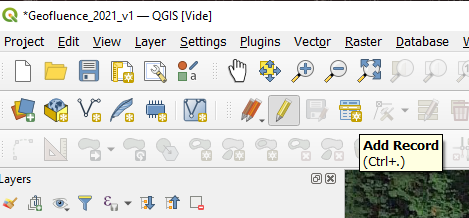 *Geofluence_2021_v1 — QGIS [Vide]
Project Edit View Layer Settings Plugins Vector Raster Database
Add Record
(Ctrl+.)
Layers